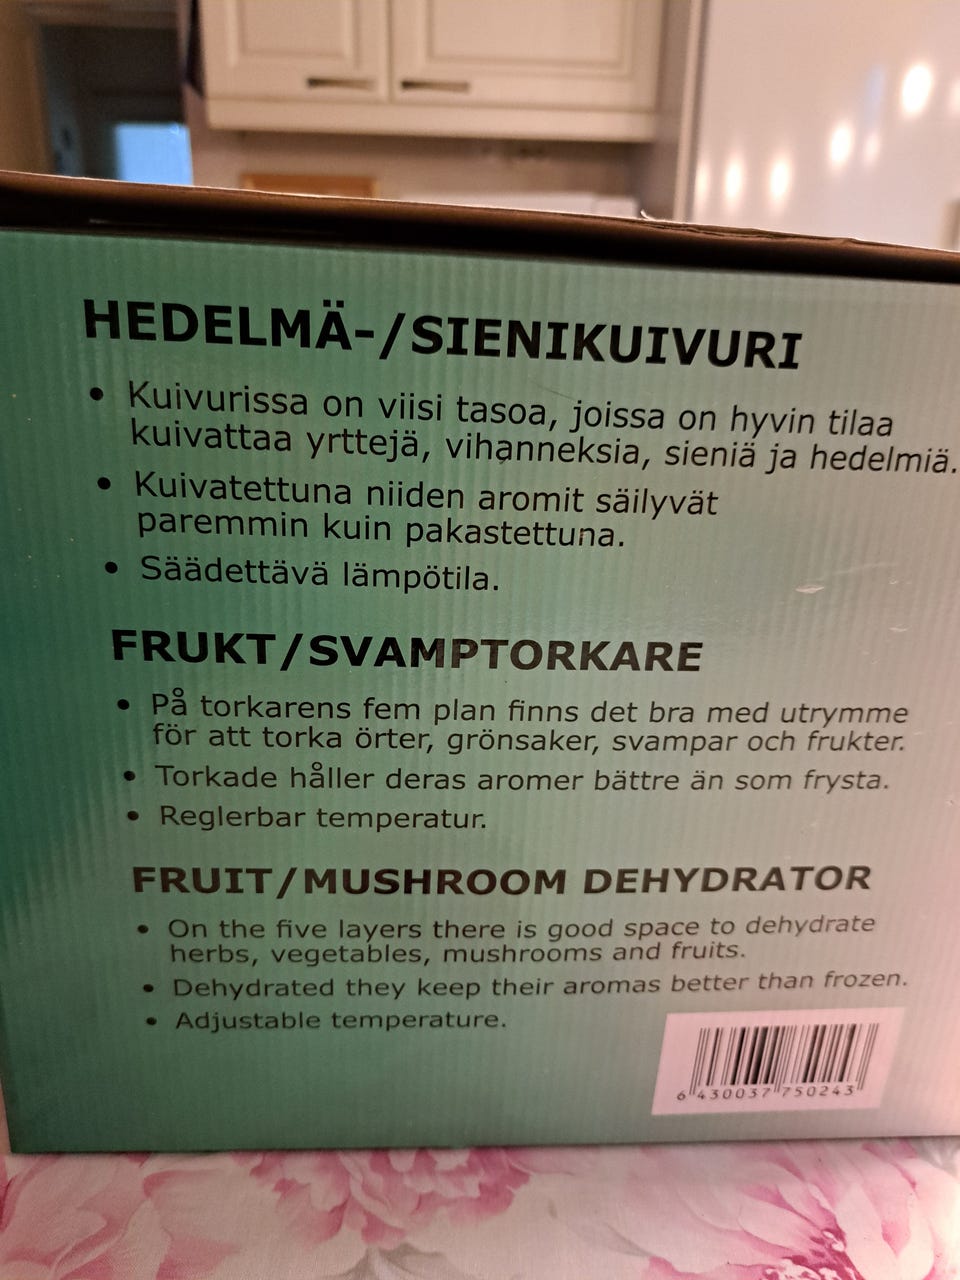 HEDELMÄ-/SIENIKUIVURI
• Kuivurissa on viisi tasoa, joissa on hyvin tilaa
kuivattaa yrttejä, vihanneksia, sieniä ja hedelmiä.
• Kuivatettuna niiden aromit säilyvät
paremmin kuin pakastettuna.
• Säädettävä lämpötila.
FRUKT/SVAMPTORKARE
• På torkarens fem plan finns det bra med utrymme
för att torka örter, grönsaker, svampar och frukter.
• Torkade håller deras aromer bättre än som frysta.
• Reglerbar temperatur.
FRUIT/MUSHROOM DEHYDRATOR
• On the five layers there is good space to dehydrate
herbs, vegetables, mushrooms and fruits.
• Dehydrated they keep their aromas better than frozen.
• Adjustable temperature.
6 430037 750243